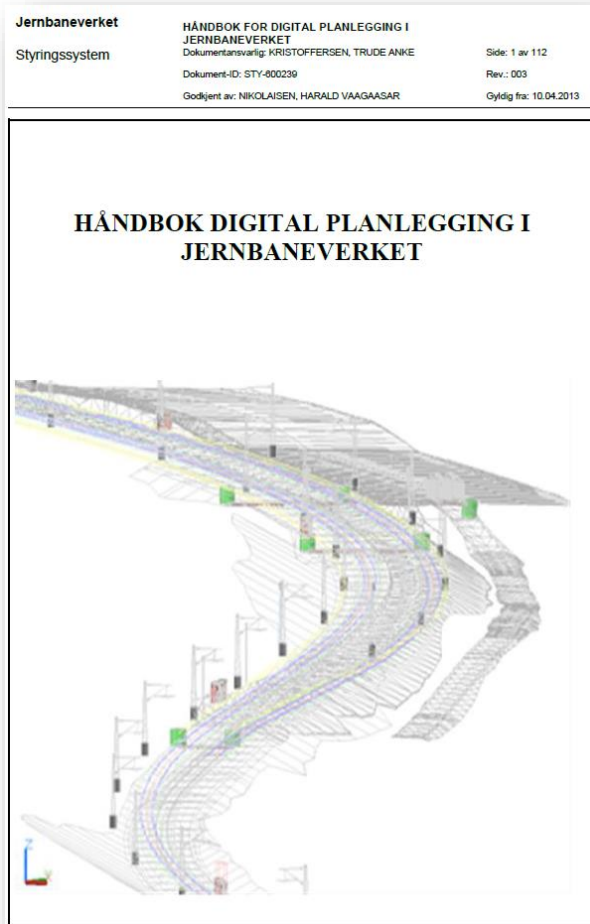 Jernbaneverket
Styringssystem
HÅNDBOK FOR DIGITAL PLANLEGGING I
JERNBANEVERKET
Dokumentansvarlig: KRISTOFFERSEN, TRUDE ANKE
Side: 1 av 112
Dokument-ID: STY-600239
Rev.: 003
Godkjent av: NIKOLAISEN, HARALD VAAGAASAR
Gyldig fra: 10.04.2013
HÅNDBOK DIGITAL PLANLEGGING I
JERNBANEVERKET
Z